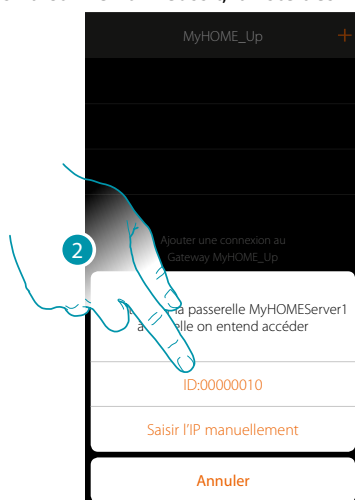 MyHOME_Up +
Ajouter une connexion au
Gateway MyHOME_Up
2
la passerelle MyHOMEServer1
elle on entend accéder
ID:00000010
Saisir l’IP manuellement
Annuler